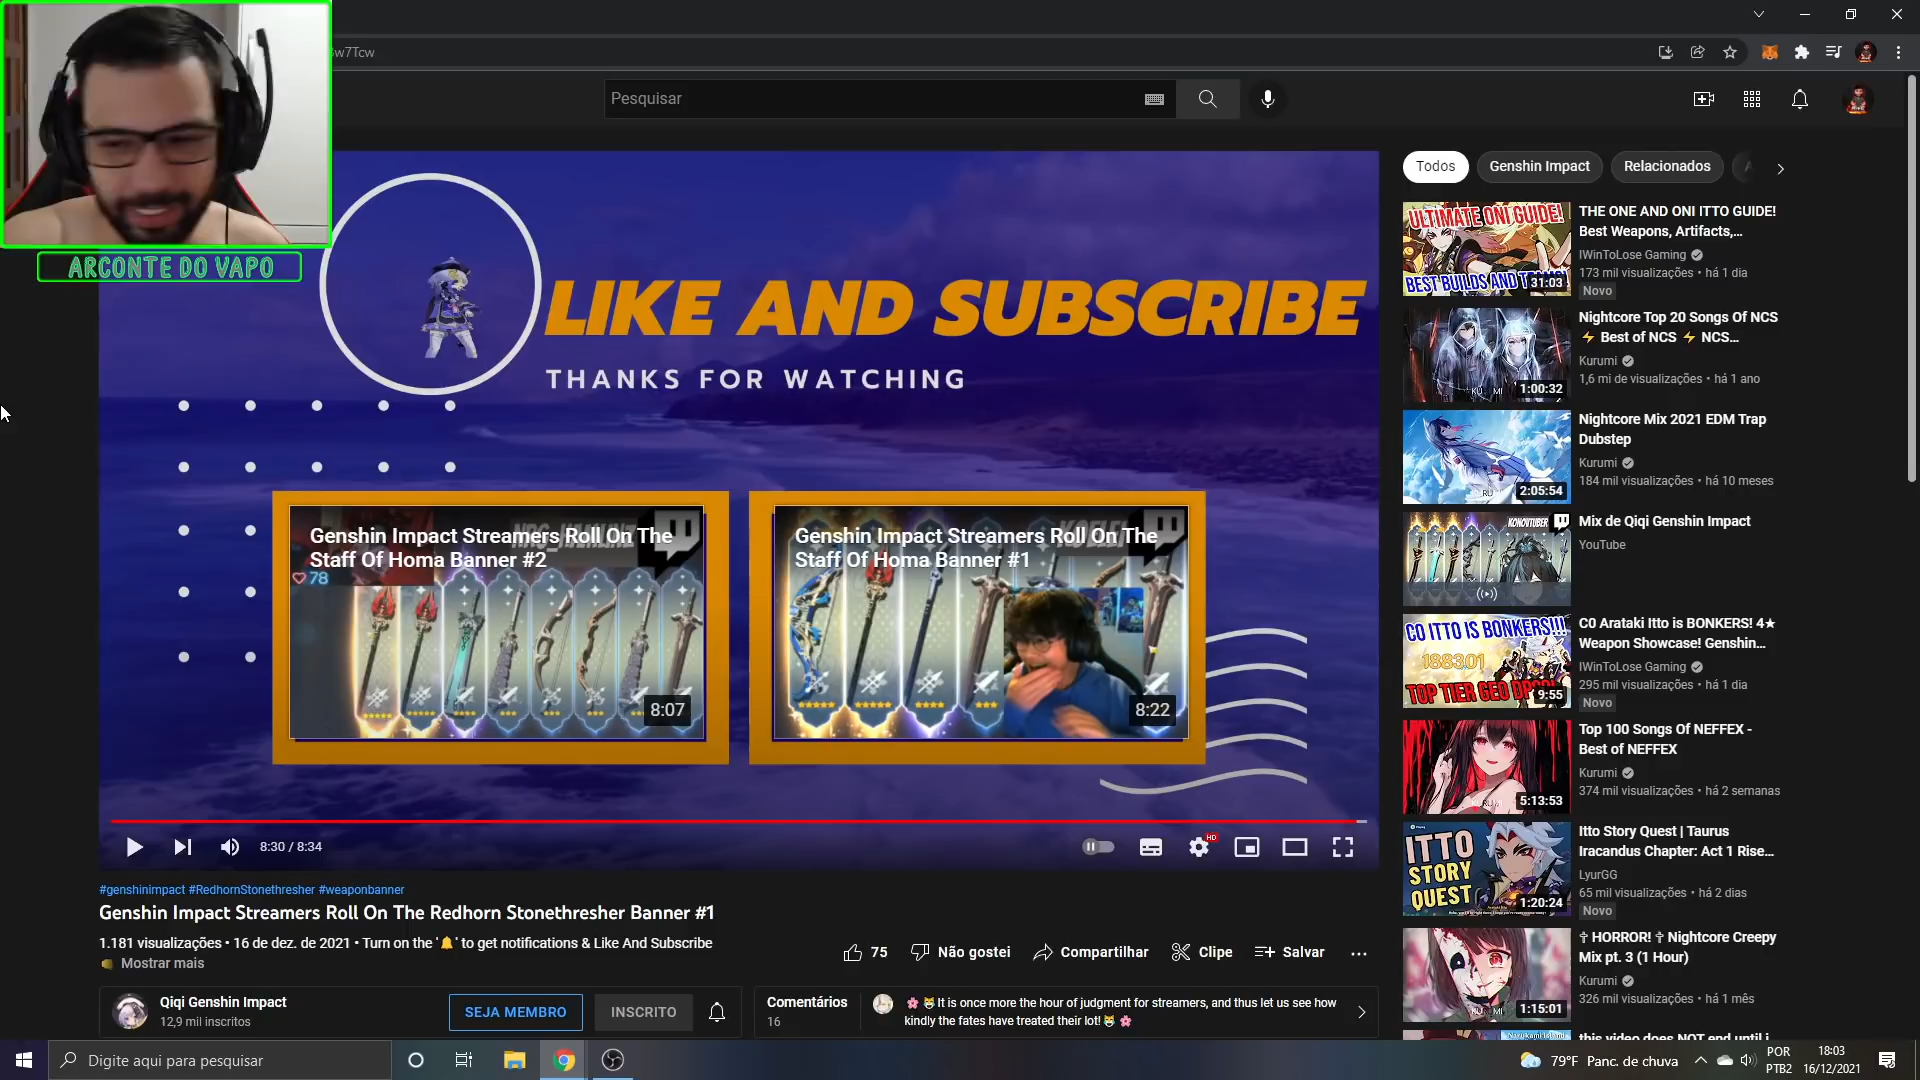 w7Tcw
Pesquisar
ARCONTE DO VAPO
LIKE AND SUBSCRIBE
THANKS FOR WATCHING
Genshin Impact Streamers Roll On The
Staff Of Homa Banner #2
78
8:07
Genshin Impact Streamers Roll On The
Staff Of Homa Banner #1
8:22
8:30 / 8:34
HD
#genshinimpact #RedhornStonethresher #weaponbanner
Genshin Impact Streamers Roll On The Redhorn Stonethresher Banner #1
1.181 visualizações • 16 de dez. de 2021 • Turn on the '🔔' to get notifications & Like And Subscribe
Mostrar mais
75
Não gostei
Compartilhar
Clipe
Salvar
Qiqi Genshin Impact
12,9 mil inscritos
SEJA MEMBRO
INSCRITO
Comentários
16
🌸 😸It is once more the hour of judgment for streamers, and thus let us see how
kindly the fates have treated their lot!😸 🌸
Todos
Genshin Impact
Relacionados
ULTIMATE ONI GUIDE!
BEST BUILDS AND
31:03
THE ONE AND ONI ITTO GUIDE!
Best Weapons, Artifacts,...
IWinToLose Gaming
173 mil visualizações • há 1 dia
Novo
1:00:32
Nightcore Top 20 Songs Of NCS
⚡ Best of NCS ⚡ NCS...
Kurumi
1,6 mi de visualizações • há 1 ano
2:05:54
Nightcore Mix 2021 EDM Trap
Dubstep
Kurumi
184 mil visualizações • há 10 meses
KONOVTUBER
Mix de Qiqi Genshin Impact
YouTube
C0 ITTO IS BONKERS!!!
188301
TOP TIER GEO DPS
9:55
C0 Arataki Itto is BONKERS! 4★
Weapon Showcase! Genshin...
IWinToLose Gaming
295 mil visualizações • há 1 dia
Novo
5:13:53
Top 100 Songs Of NEFFEX -
Best of NEFFEX
Kurumi
374 mil visualizações • há 2 semanas
ITTO
STORY
QUEST
1:20:24
Itto Story Quest | Taurus
Iracandus Chapter: Act 1 Rise...
LyurGG
65 mil visualizações • há 2 dias
Novo
1:15:01
✞ HORROR! ✞ Nightcore Creepy
Mix pt. 3 (1 Hour)
Kurumi
326 mil visualizações • há 1 mês
this video does NOT end until i
Digite aqui para pesquisar
79°F Panc. de chuva
POR
PTB2
18:03
16/12/2021